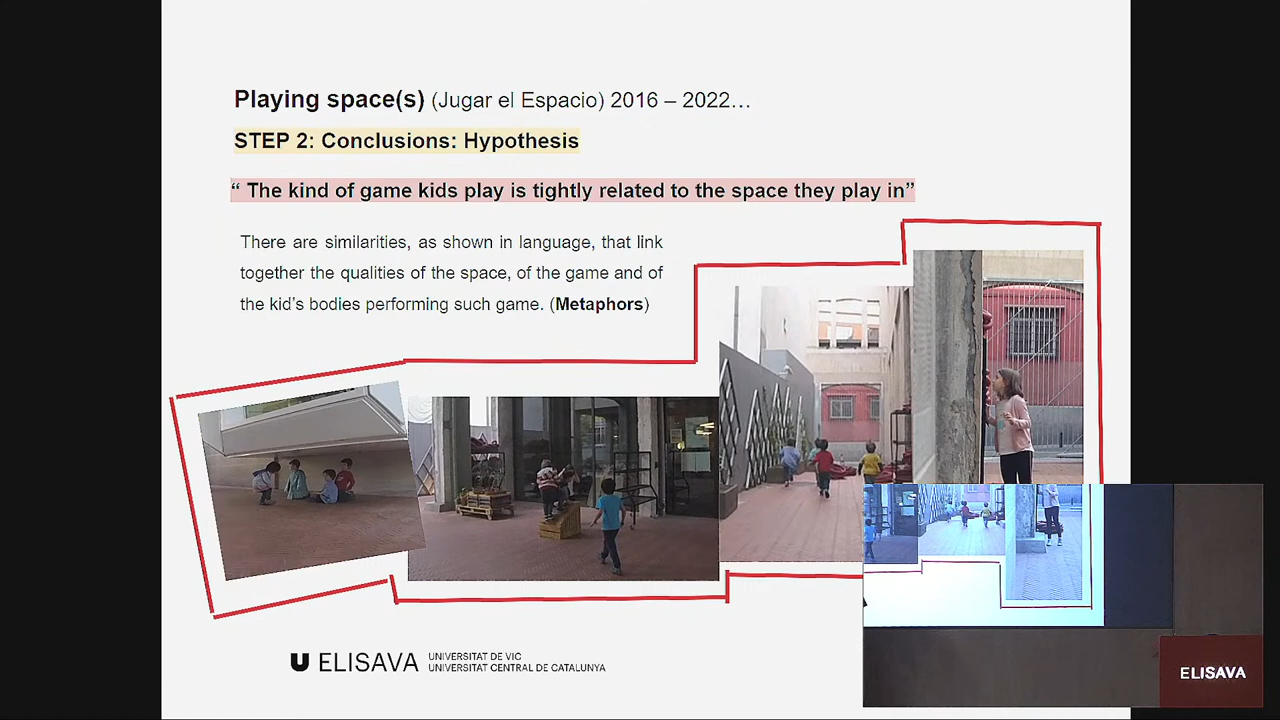 Playing space(s) (Jugar el Espacio) 2016 – 2022…
STEP 2: Conclusions: Hypothesis
“ The kind of game kids play is tightly related to the space they play in”
There are similarities, as shown in language, that link
together the qualities of the space, of the game and of
the kid’s bodies performing such game. (Metaphors)
U ELISAVA UNIVERSITAT DE VIC
UNIVERSITAT CENTRAL DE CATALUNYA
ELISAVA